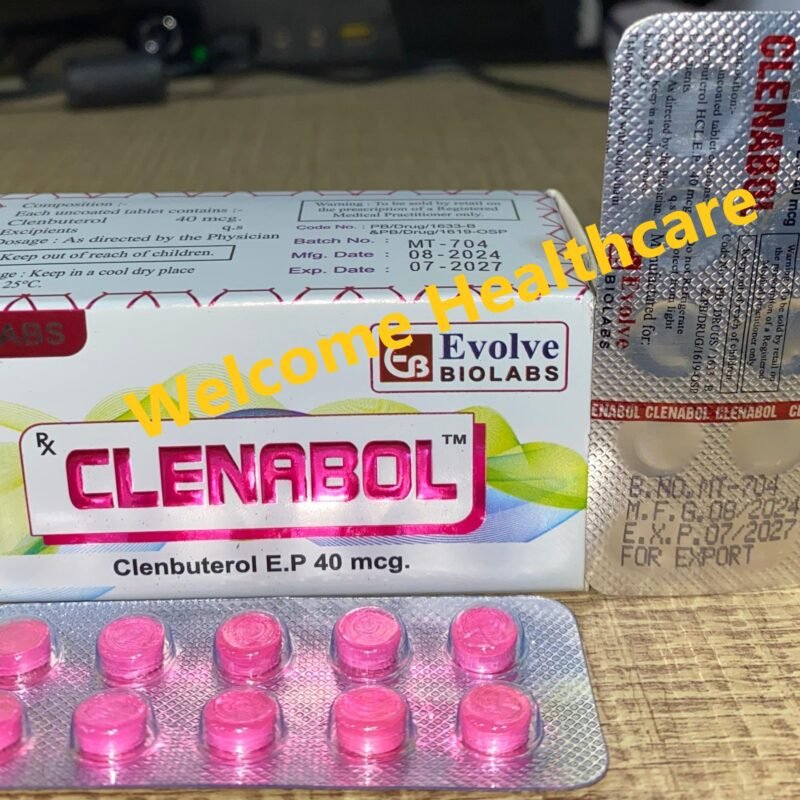 Composition :-
Each uncoated tablet contains :-
Clenbuterol 40 mcg.
Excipients q.s
Dosage : As directed by the Physician
Keep out of reach of children.
Keep in a cool dry place
25°C.
Warning : To be sold by retail on
the prescription of a Registered
Medical Practitioner only.
Code No. : PB/Drug/1633-B
&PB/Drug/1619-OSP
Batch No. : MT-704
Mfg. Date : 08-2024
Exp. Date : 07-2027
ABS
Evolve
BIOLABS
Rx
CLENABOL™
Clenbuterol E.P 40 mcg.
Welcome Healthcare
CLENABOL
40 mcg
Evolve
BIOLABS
CLENABOL CLENABOL
B.NO.MT-704
M.F.G.08/2024
E.X.P.07/2027
FOR EXPORT